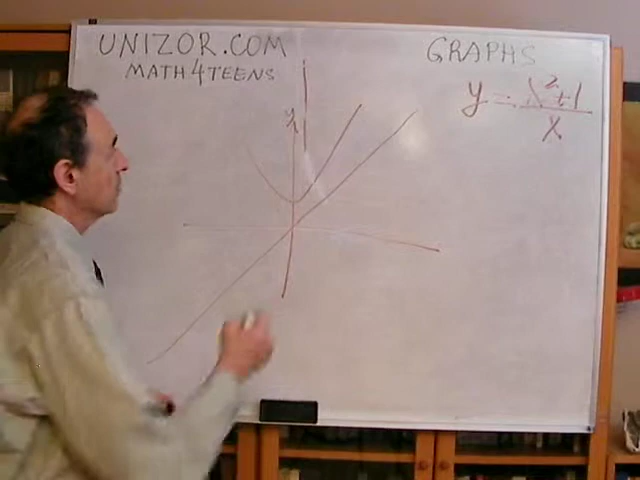 UNIZOR.COM
MATH4TEENS
GRAPHS
y = x²+1 / x
y